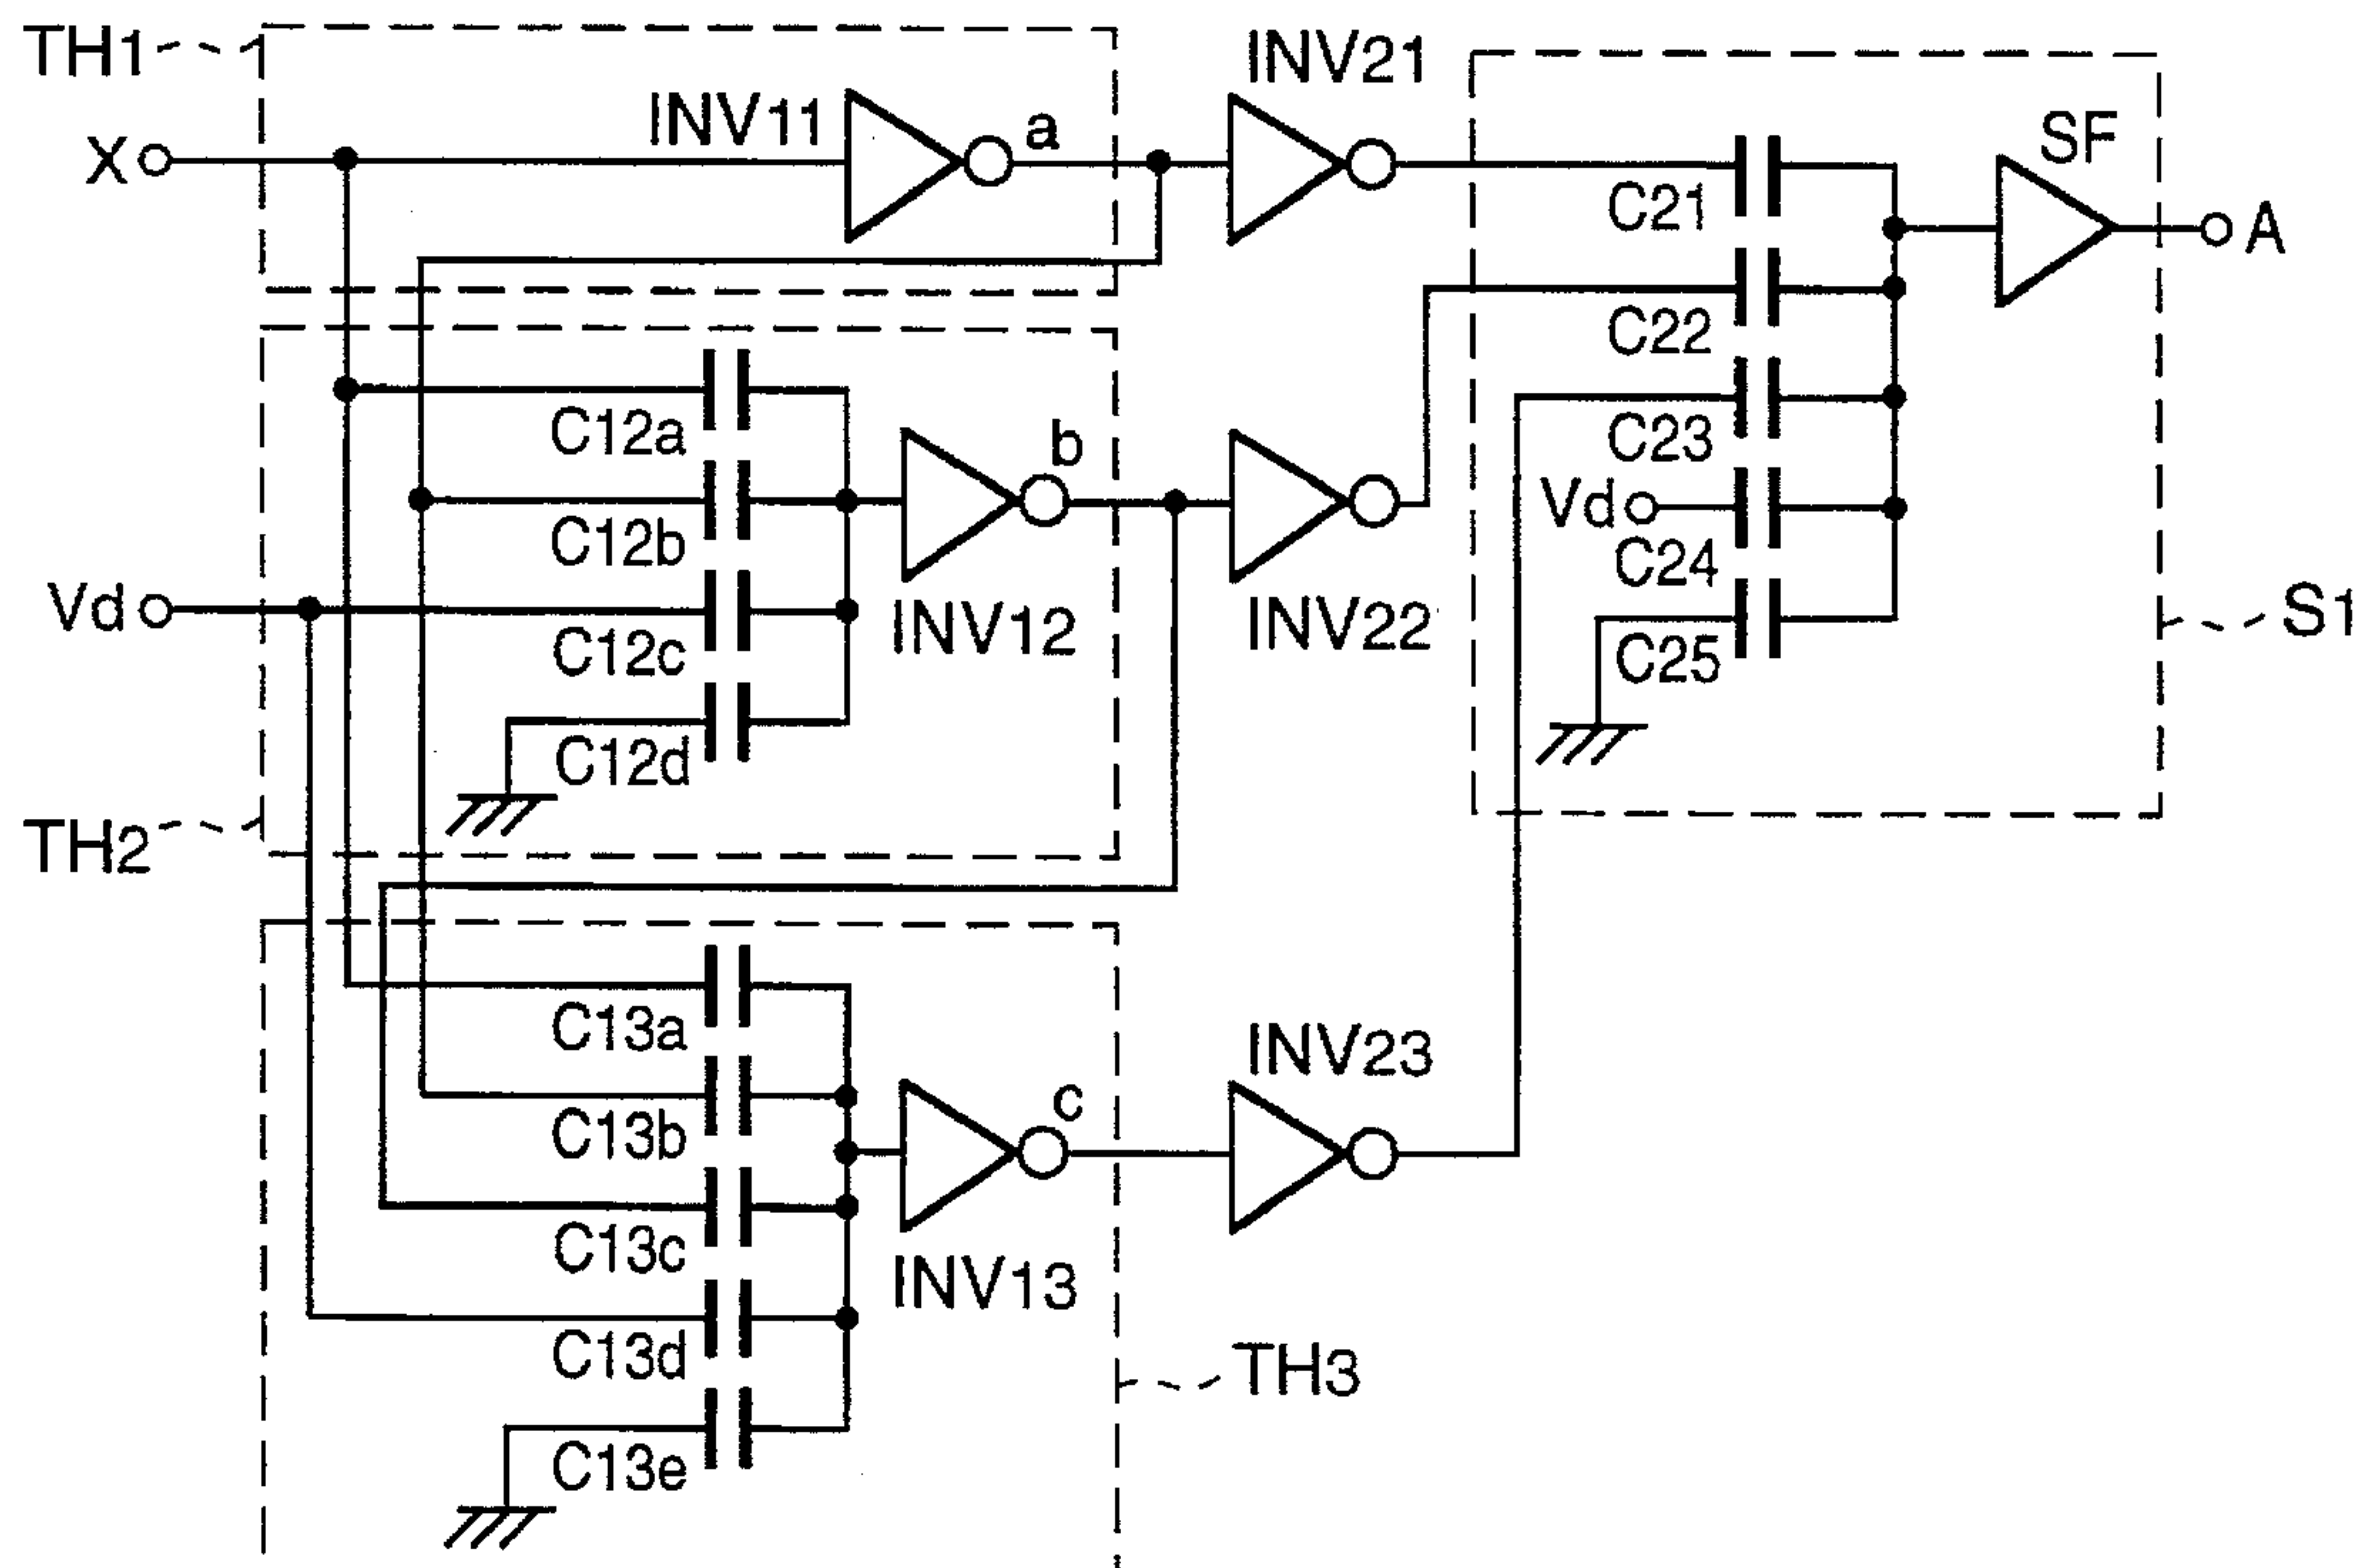 TH1
INV11
a
INV21
SF
X
C21
A
C22
C12a
b
C23
C12b
Vd
C24
Vd
INV12
INV22
S1
C12c
C25
C12d
TH2
C13a
INV23
c
C13b
C13c
INV13
C13d
TH3
C13e